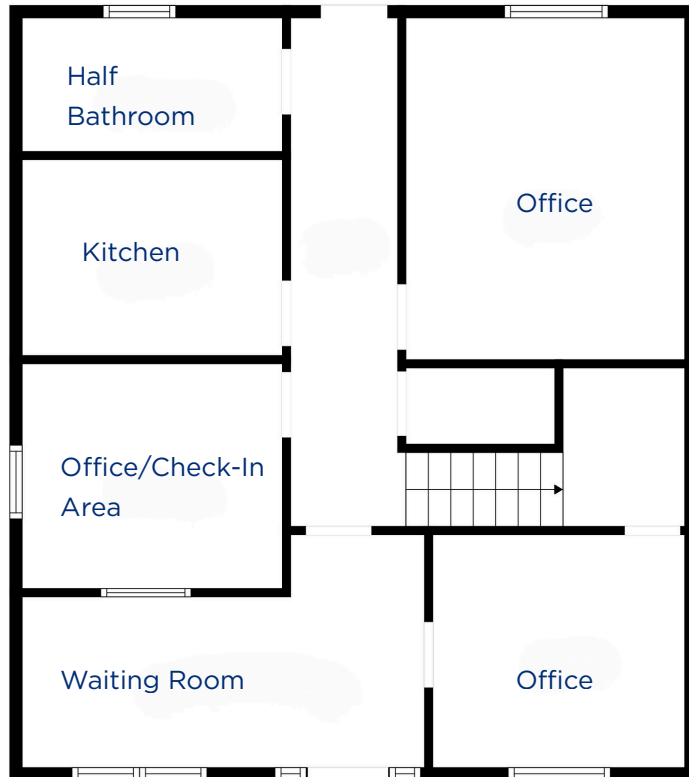 Half
Bathroom
Office
Kitchen
Office/Check-In
Area
Waiting Room
Office